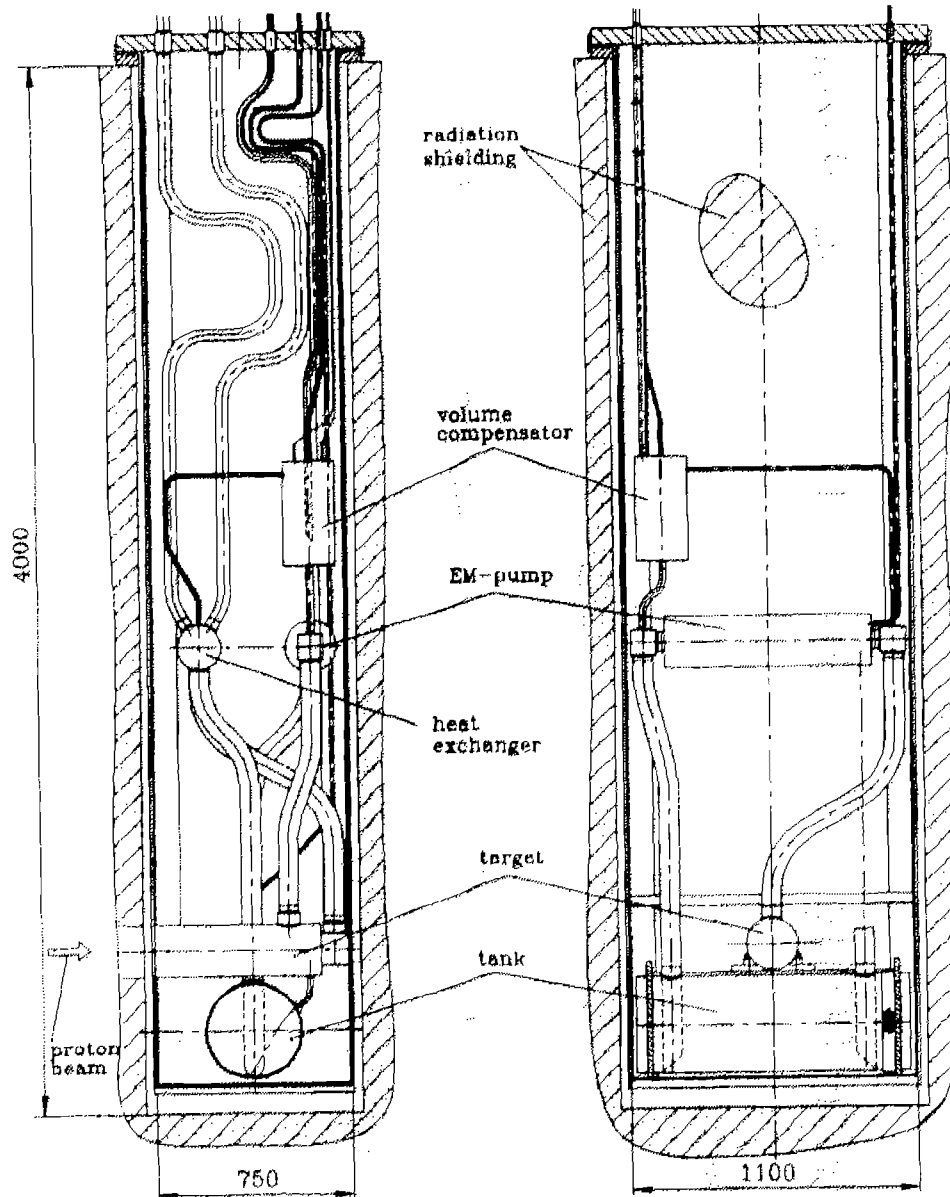 radiation
shielding
volume
compensator
4000
EM-pump
heat
exchanger
target
tank
proton
beam
750
1100